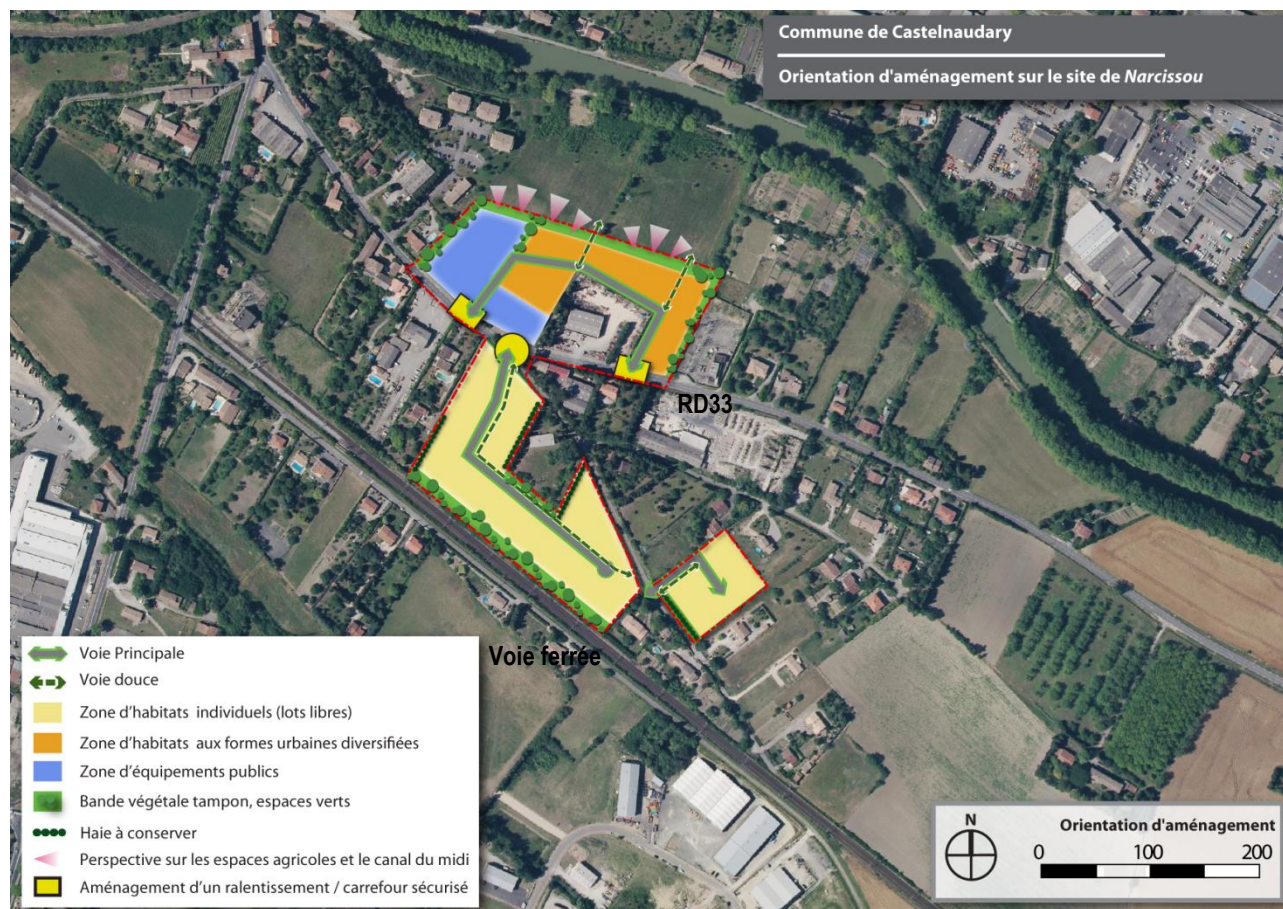 Commune de Castelnaudary
Orientation d'aménagement sur le site de Narcissou
RD33
Voie ferrée
Voie Principale
Voie douce
Zone d'habitats individuels (lots libres)
Zone d'habitats aux formes urbaines diversifiées
Zone d'équipements publics
Bande végétale tampon, espaces verts
Haie à conserver
Perspective sur les espaces agricoles et le canal du midi
Aménagement d'un ralentissement / carrefour sécurisé
N
Orientation d'aménagement
0 100 200